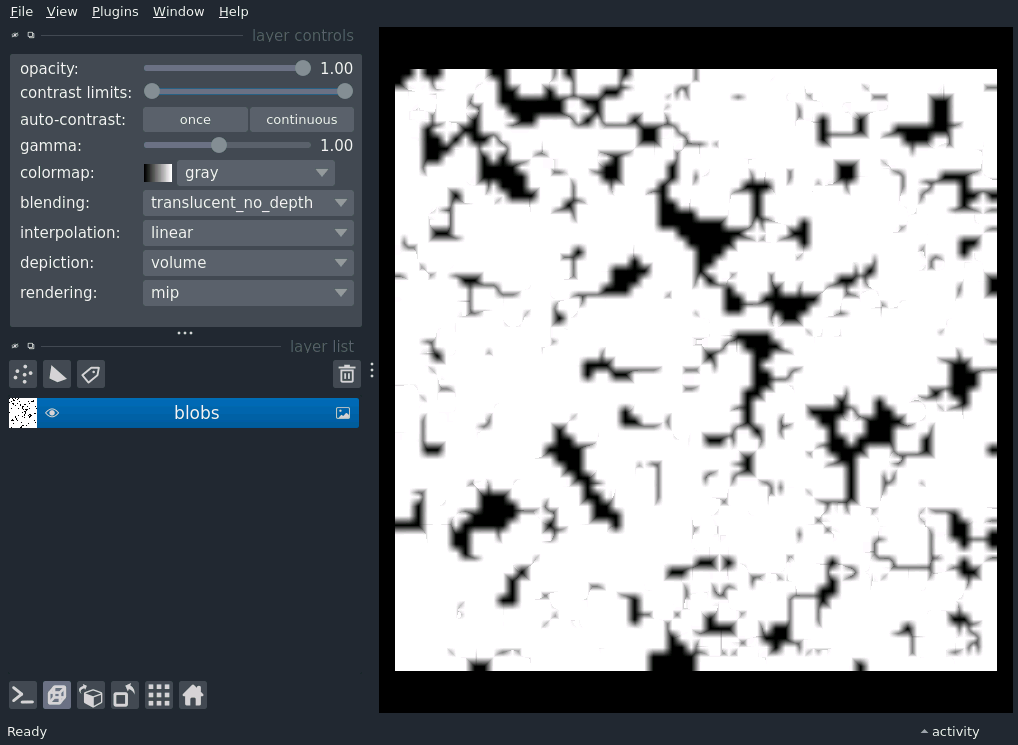 File View Plugins Window Help
layer controls
opacity: 1.00
contrast limits:
auto-contrast: once continuous
gamma: 1.00
colormap: gray
blending: translucent_no_depth
interpolation: linear
depiction: volume
rendering: mip
layer list
blobs
Ready
activity